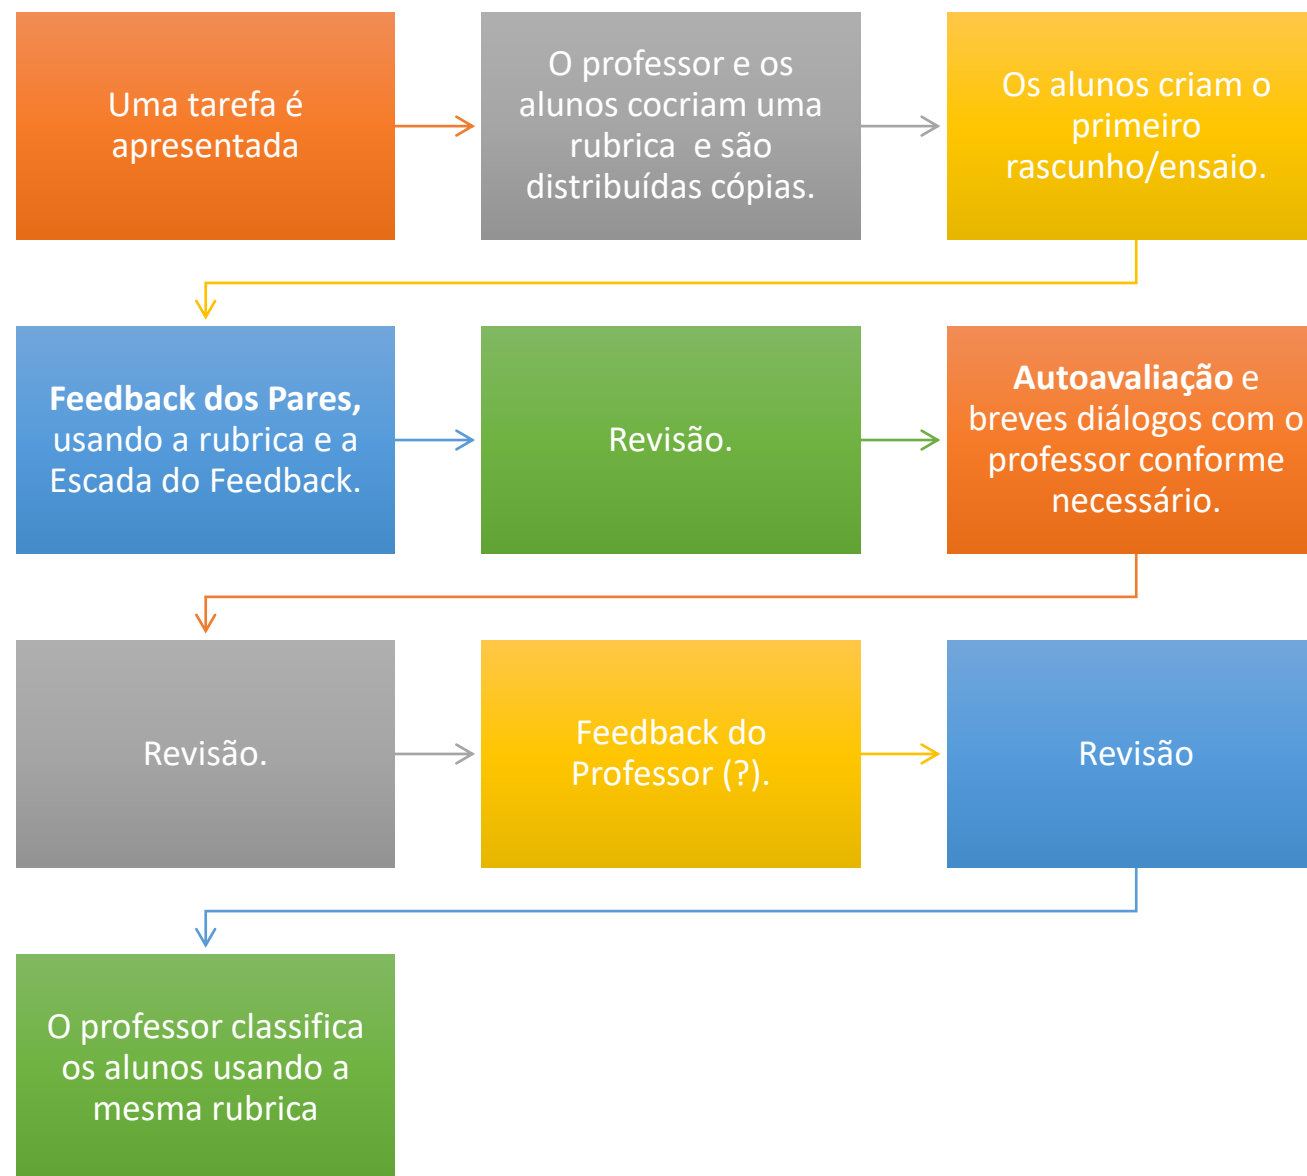 Uma tarefa é
apresentada
O professor e os
alunos cocriam uma
rubrica e são
distribuídas cópias.
Os alunos criam o
primeiro
rascunho/ensaio.
Feedback dos Pares,
usando a rubrica e a
Escada do Feedback.
Revisão.
Autoavaliação e
breves diálogos com o
professor conforme
necessário.
Revisão.
Feedback do
Professor (?).
Revisão
O professor classifica
os alunos usando a
mesma rubrica